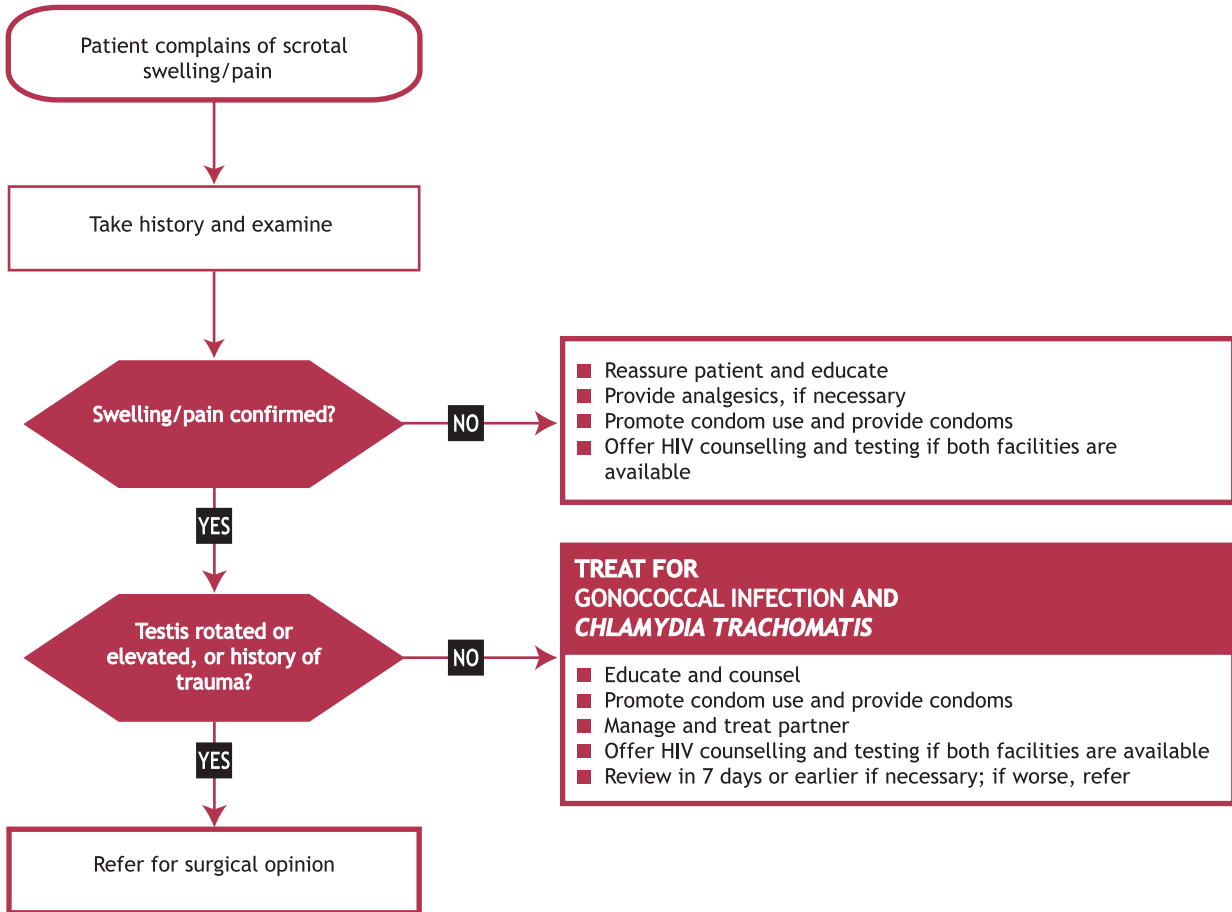 Patient complains of scrotal
swelling/pain
Take history and examine
Swelling/pain confirmed?
NO
■ Reassure patient and educate
■ Provide analgesics, if necessary
■ Promote condom use and provide condoms
■ Offer HIV counselling and testing if both facilities are
available
YES
Testis rotated or
elevated, or history of
trauma?
NO
TREAT FOR
GONOCOCCAL INFECTION AND
CHLAMYDIA TRACHOMATIS
■ Educate and counsel
■ Promote condom use and provide condoms
■ Manage and treat partner
■ Offer HIV counselling and testing if both facilities are available
■ Review in 7 days or earlier if necessary; if worse, refer
YES
Refer for surgical opinion